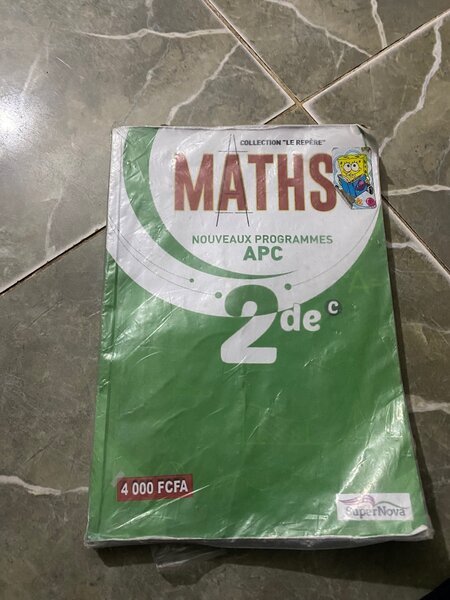 COLLECTION "LE REPÈRE"
MATHS
NOUVEAUX PROGRAMMES
APC
2de C
A+
4 000 FCFA
SuperNova